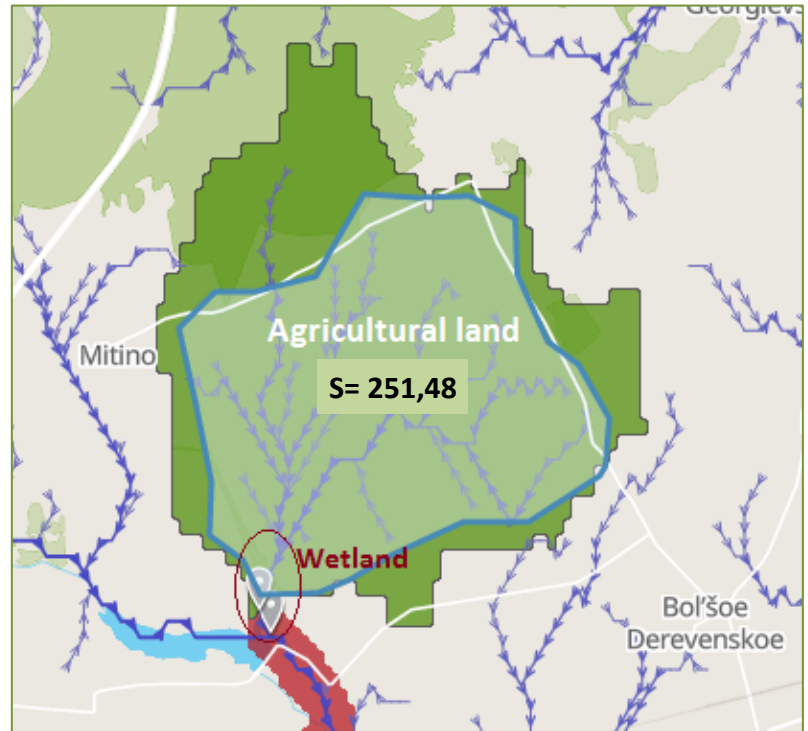 Agricultural land
Mitino
S= 251,48
Wetland
Bol'šoe
Derevenskoe